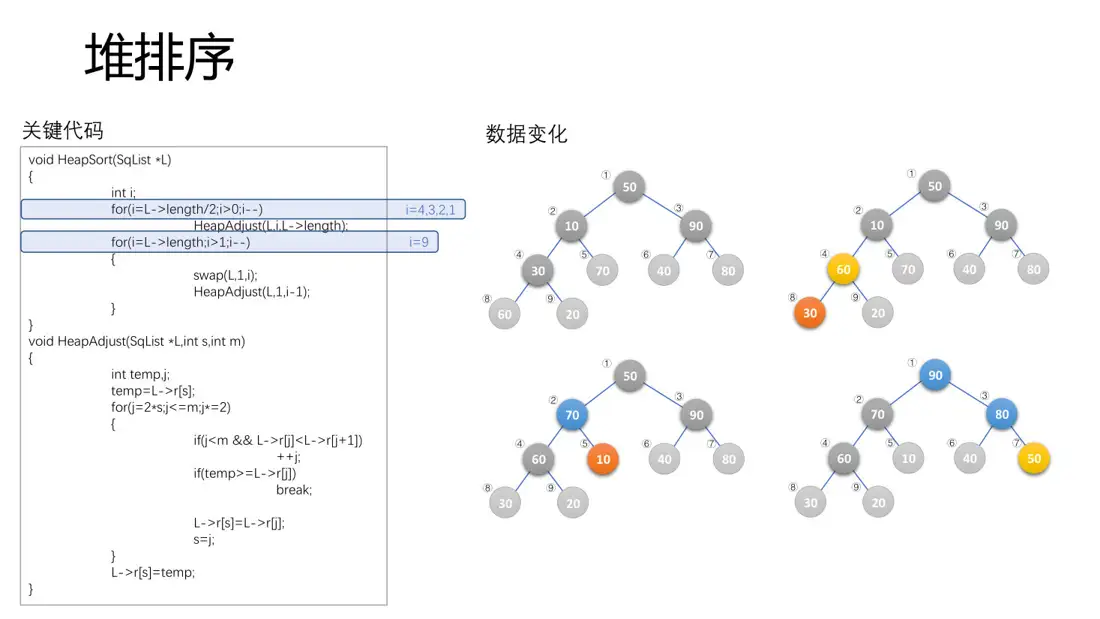 堆排序
关键代码
void HeapSort(SqList *L)
{
int i;
for(i=L->length/2;i>0;i--)
i=4,3,2,1
HeapAdjust(L,i,L->length);
for(i=L->length;i>1;i--)
i=9
{
swap(L,1,i);
HeapAdjust(L,1,i-1);
}
}
void HeapAdjust(SqList *L,int s,int m)
{
int temp,j;
temp=L->r[s];
for(j=2*s;j<=m;j*=2)
{
if(j<m && L->r[j]<L->r[j+1])
++j;
if(temp>=L->r[j])
break;
L->r[s]=L->r[j];
s=j;
}
L->r[s]=temp;
}
数据变化
① 50
② 10 ③ 90
④ 30 ⑤ 70 ⑥ 40 ⑦ 80
⑧ 60 ⑨ 20
① 50
② 10 ③ 90
④ 60 ⑤ 70 ⑥ 40 ⑦ 80
⑧ 30 ⑨ 20
① 50
② 70 ③ 90
④ 60 ⑤ 10 ⑥ 40 ⑦ 80
⑧ 30 ⑨ 20
① 90
② 70 ③ 80
④ 60 ⑤ 10 ⑥ 40 ⑦ 50
⑧ 30 ⑨ 20